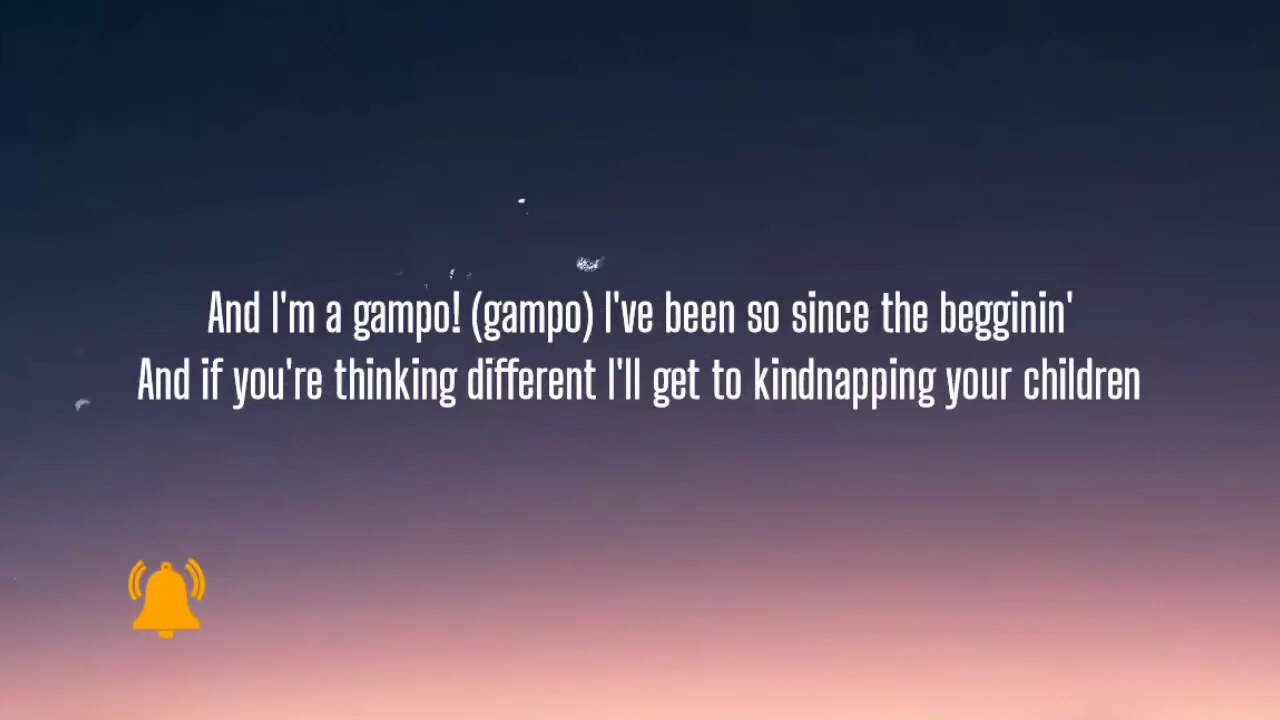 And I'm a gampo! (gampo) I've been so since the begginin'
And if you're thinking different I'll get to kindnapping your children